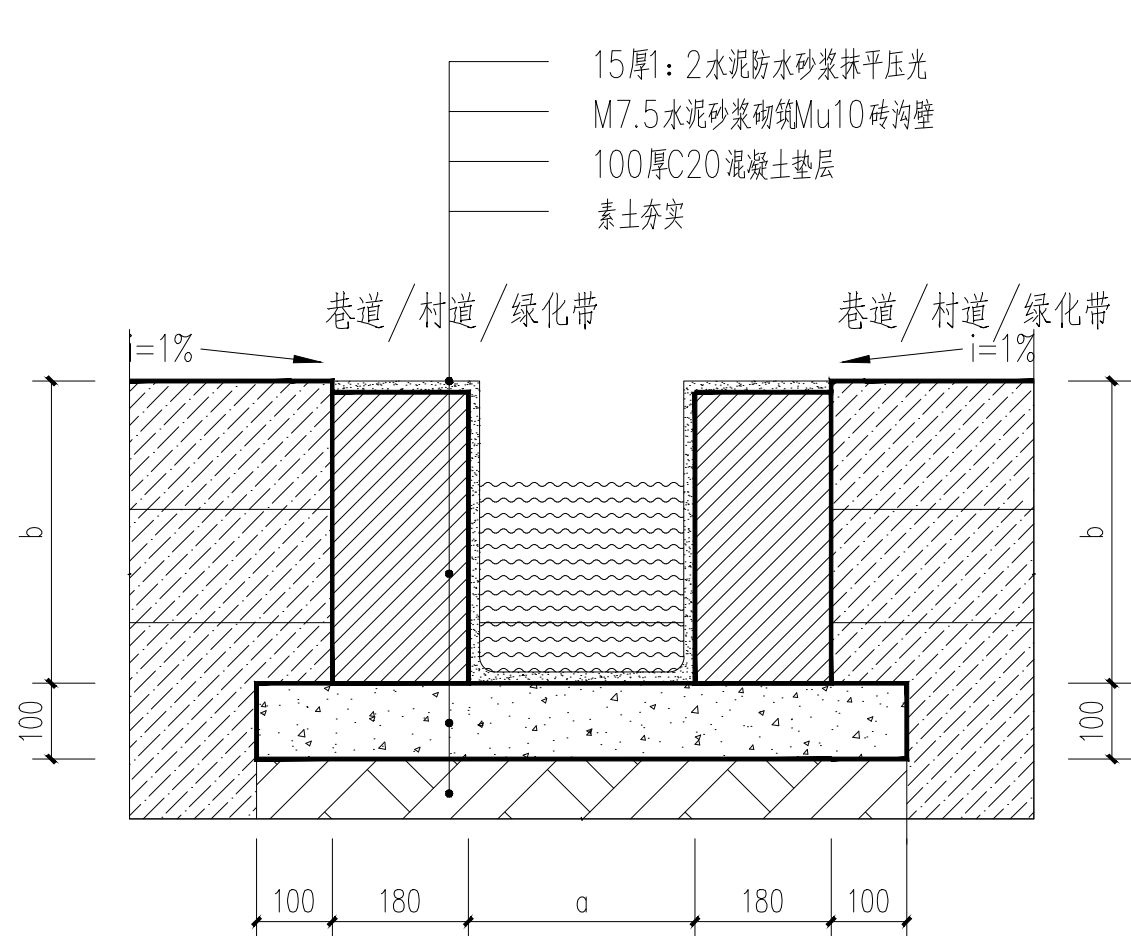 15厚1：2水泥防水砂浆抹平压光
M7.5水泥砂浆砌筑Mu10砖沟壁
100厚C20混凝土垫层
素土夯实
巷道/村道/绿化带
巷道/村道/绿化带
i=1%
i=1%
b
b
100
100
100
180
a
180
100